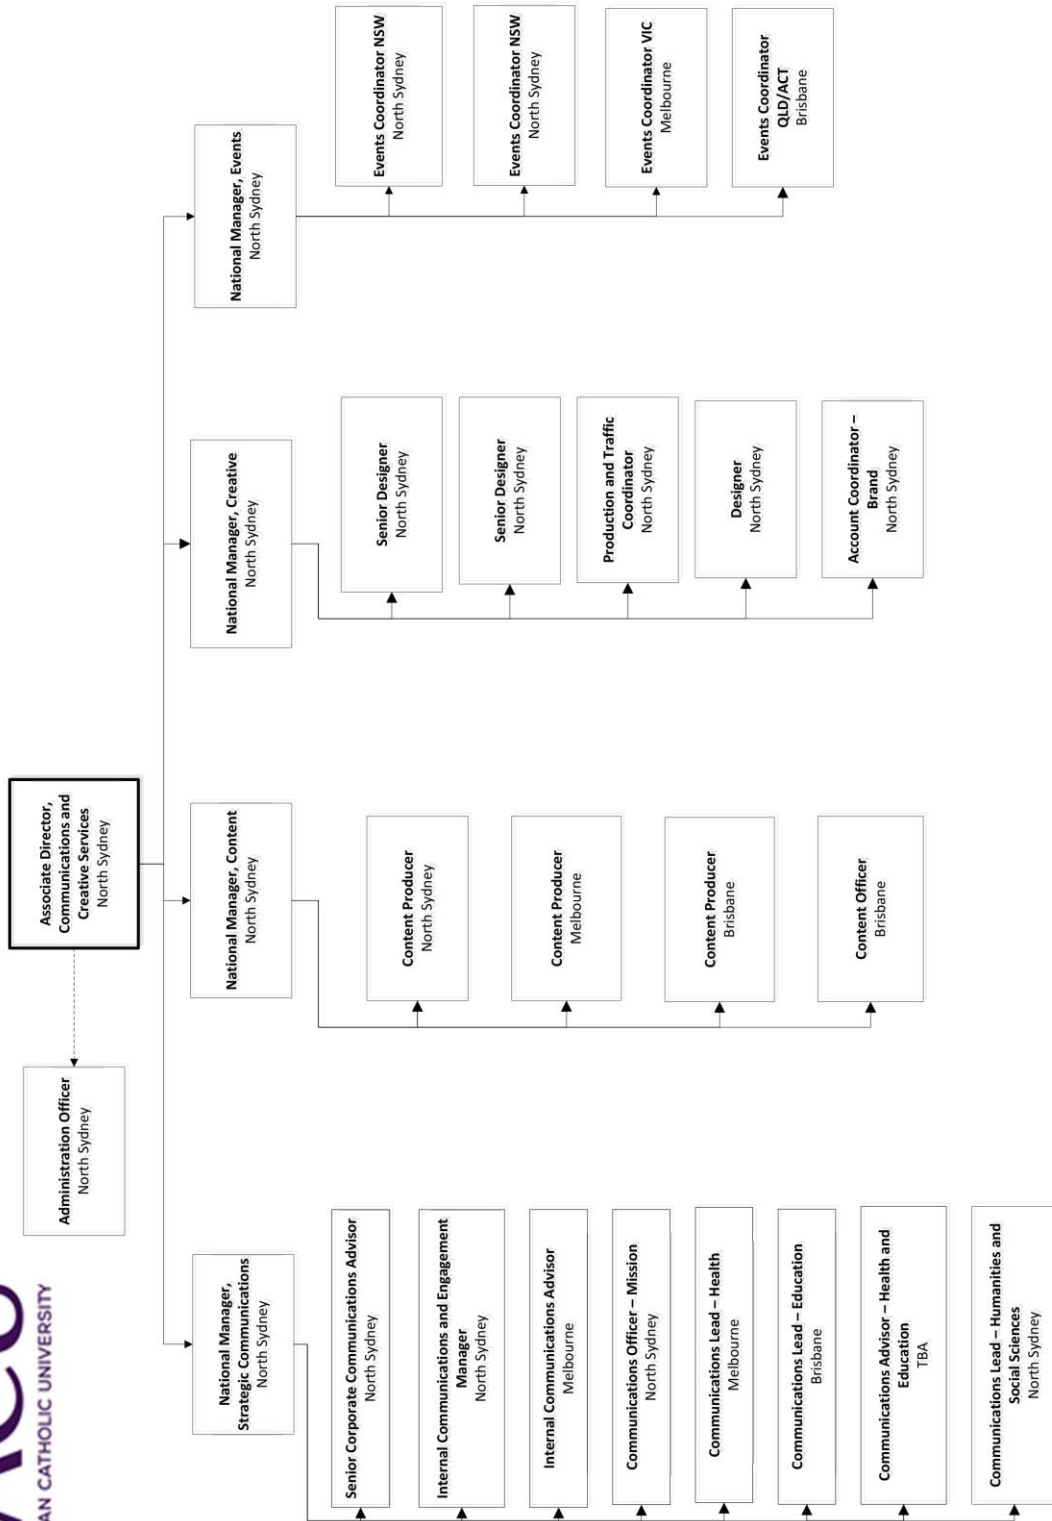 AN CATHOLIC UNIVERSITY
Associate Director,
Communications and
Creative Services
North Sydney
Administration Officer
North Sydney
National Manager,
Strategic Communications
North Sydney
Senior Corporate Communications Advisor
North Sydney
Internal Communications and Engagement
Manager
North Sydney
Internal Communications Advisor
Melbourne
Communications Officer – Mission
North Sydney
Communications Lead – Health
Melbourne
Communications Lead – Education
Brisbane
Communications Advisor – Health and
Education
TBA
Communications Lead – Humanities and
Social Sciences
North Sydney
National Manager, Content
North Sydney
Content Producer
North Sydney
Content Producer
Melbourne
Content Producer
Brisbane
Content Officer
Brisbane
National Manager, Creative
North Sydney
Senior Designer
North Sydney
Senior Designer
North Sydney
Production and Traffic
Coordinator
North Sydney
Designer
North Sydney
Account Coordinator –
Brand
North Sydney
National Manager, Events
North Sydney
Events Coordinator NSW
North Sydney
Events Coordinator NSW
North Sydney
Events Coordinator VIC
Melbourne
Events Coordinator
QLD/ACT
Brisbane